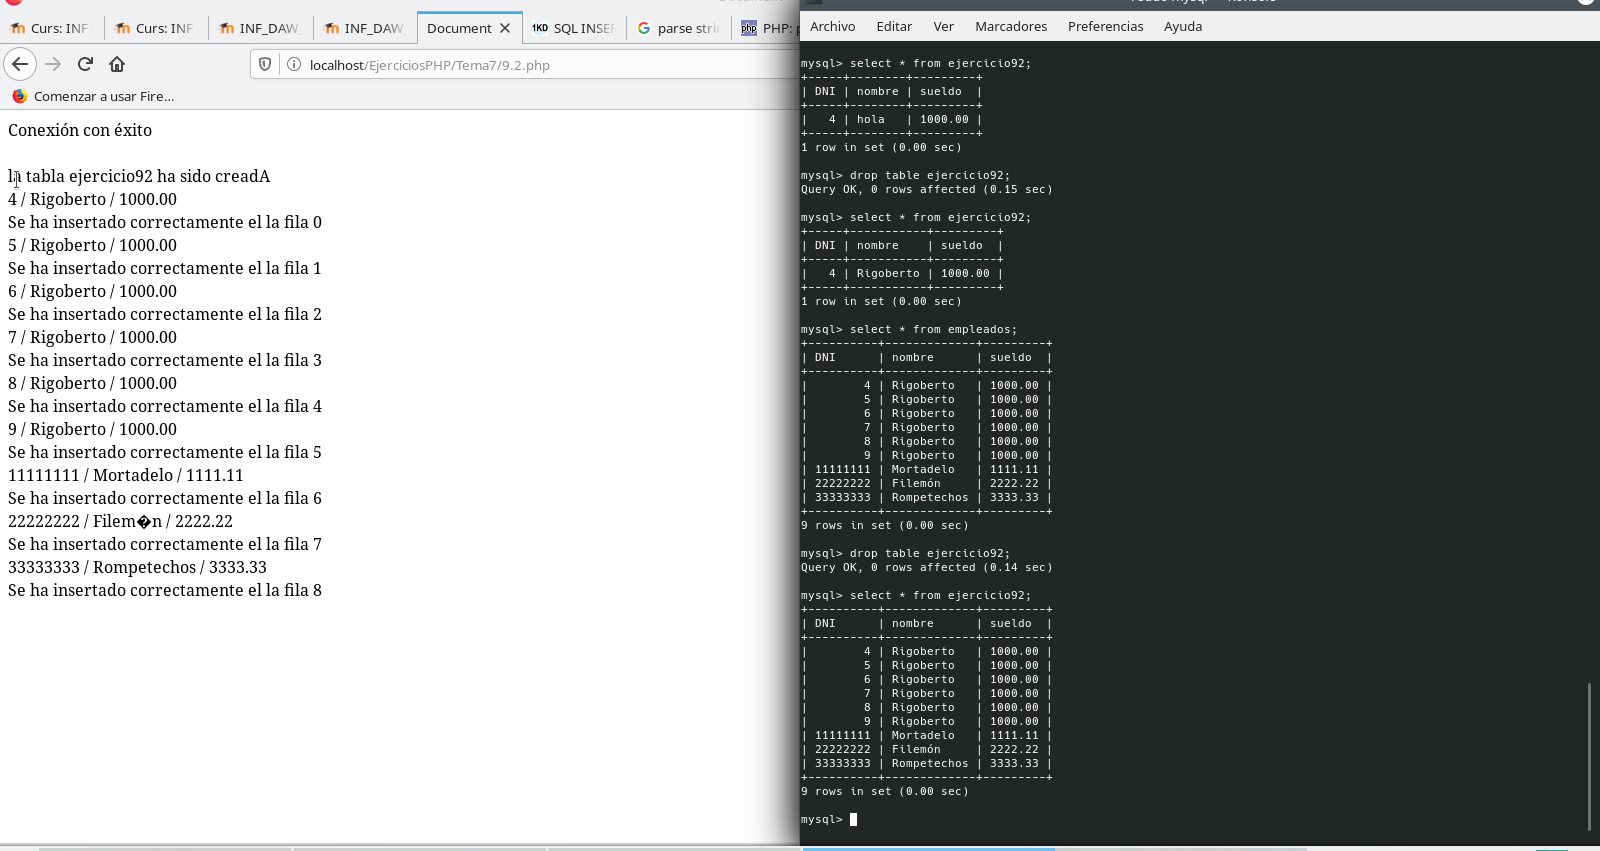 Curs: INF
Curs: INF
INF_DAW_
INF_DAW_
Document
SQL INSER
parse strin
PHP: p
localhost/EjerciciosPHP/Tema7/9.2.php
Comenzar a usar Fire...
Conexión con éxito
la tabla ejercicio92 ha sido creadA
4 / Rigoberto / 1000.00
Se ha insertado correctamente el la fila 0
5 / Rigoberto / 1000.00
Se ha insertado correctamente el la fila 1
6 / Rigoberto / 1000.00
Se ha insertado correctamente el la fila 2
7 / Rigoberto / 1000.00
Se ha insertado correctamente el la fila 3
8 / Rigoberto / 1000.00
Se ha insertado correctamente el la fila 4
9 / Rigoberto / 1000.00
Se ha insertado correctamente el la fila 5
11111111 / Mortadelo / 1111.11
Se ha insertado correctamente el la fila 6
22222222 / Filem�n / 2222.22
Se ha insertado correctamente el la fila 7
33333333 / Rompetechos / 3333.33
Se ha insertado correctamente el la fila 8
Archivo Editar Ver Marcadores Preferencias Ayuda
mysql> select * from ejercicio92;
+-----+--------+---------+
| DNI | nombre | sueldo  |
+-----+--------+---------+
|   4 | hola   | 1000.00 |
+-----+--------+---------+
1 row in set (0.00 sec)
mysql> drop table ejercicio92;
Query OK, 0 rows affected (0.15 sec)
mysql> select * from ejercicio92;
+-----+-----------+---------+
| DNI | nombre    | sueldo  |
+-----+-----------+---------+
|   4 | Rigoberto | 1000.00 |
+-----+-----------+---------+
1 row in set (0.00 sec)
mysql> select * from empleados;
+----------+-------------+---------+
| DNI      | nombre      | sueldo  |
+----------+-------------+---------+
|        4 | Rigoberto   | 1000.00 |
|        5 | Rigoberto   | 1000.00 |
|        6 | Rigoberto   | 1000.00 |
|        7 | Rigoberto   | 1000.00 |
|        8 | Rigoberto   | 1000.00 |
|        9 | Rigoberto   | 1000.00 |
| 11111111 | Mortadelo   | 1111.11 |
| 22222222 | Filemón     | 2222.22 |
| 33333333 | Rompetechos | 3333.33 |
+----------+-------------+---------+
9 rows in set (0.00 sec)
mysql> drop table ejercicio92;
Query OK, 0 rows affected (0.14 sec)
mysql> select * from ejercicio92;
+----------+-------------+---------+
| DNI      | nombre      | sueldo  |
+----------+-------------+---------+
|        4 | Rigoberto   | 1000.00 |
|        5 | Rigoberto   | 1000.00 |
|        6 | Rigoberto   | 1000.00 |
|        7 | Rigoberto   | 1000.00 |
|        8 | Rigoberto   | 1000.00 |
|        9 | Rigoberto   | 1000.00 |
| 11111111 | Mortadelo   | 1111.11 |
| 22222222 | Filemón     | 2222.22 |
| 33333333 | Rompetechos | 3333.33 |
+----------+-------------+---------+
9 rows in set (0.00 sec)
mysql>